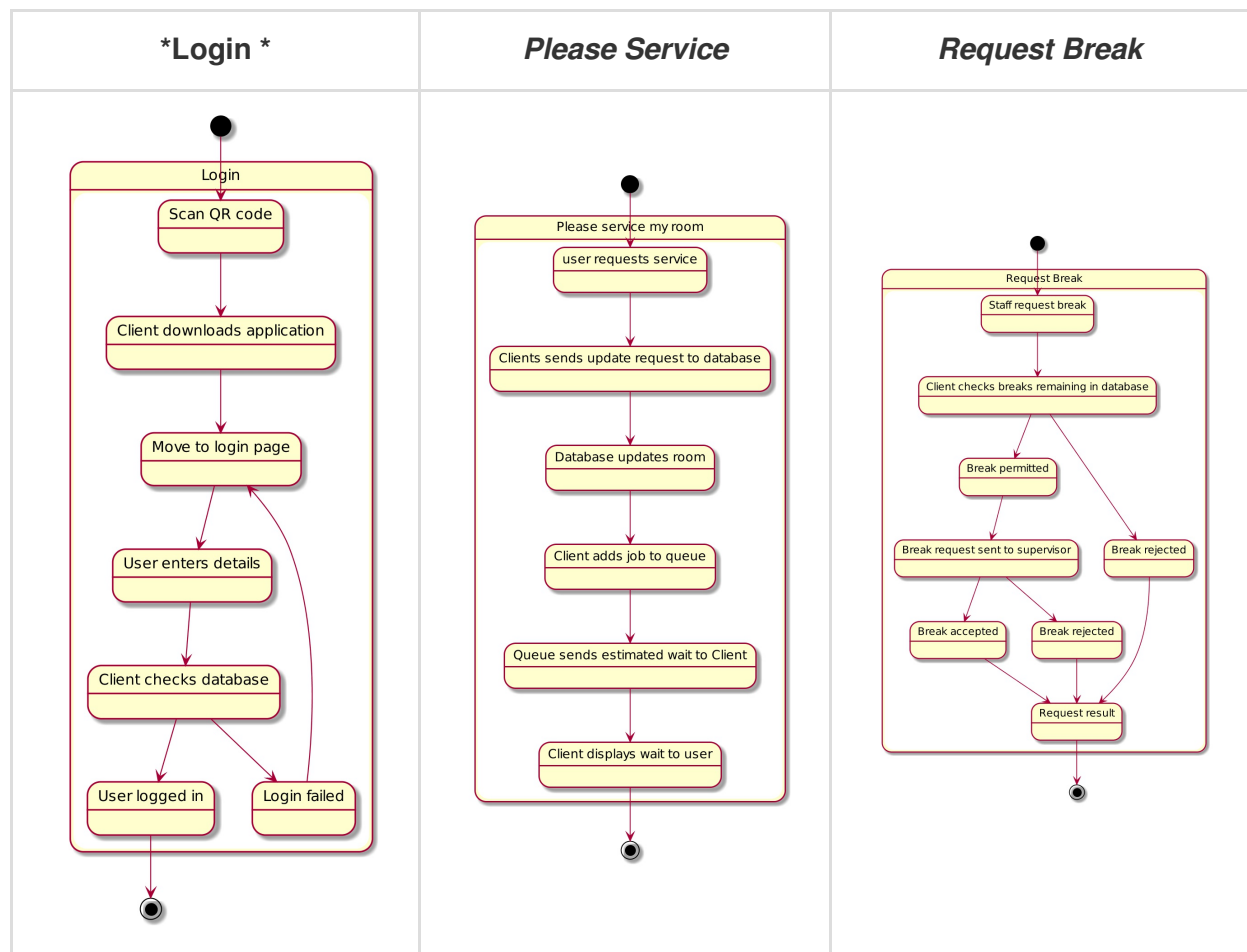 *Login *
Please Service
Request Break
Login
Scan QR code
Client downloads application
Move to login page
User enters details
Client checks database
User logged in
Login failed
Please service my room
user requests service
Clients sends update request to database
Database updates room
Client adds job to queue
Queue sends estimated wait to Client
Client displays wait to user
Request Break
Staff request break
Client checks breaks remaining in database
Break permitted
Break request sent to supervisor
Break rejected
Break accepted
Break rejected
Request result